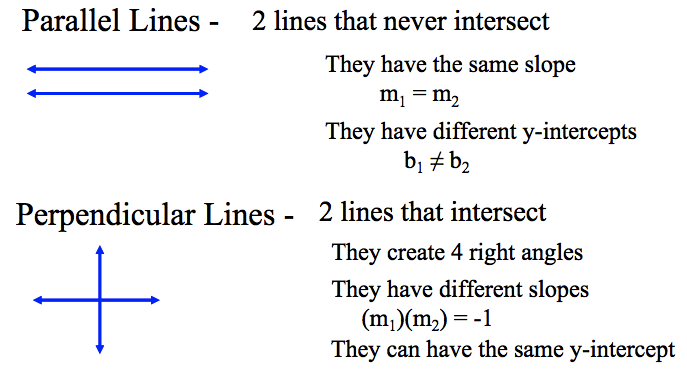 Parallel Lines - 2 lines that never intersect
They have the same slope
m₁ = m₂
They have different y-intercepts
b₁ ≠ b₂
Perpendicular Lines - 2 lines that intersect
They create 4 right angles
They have different slopes
(m₁)(m₂) = -1
They can have the same y-intercept